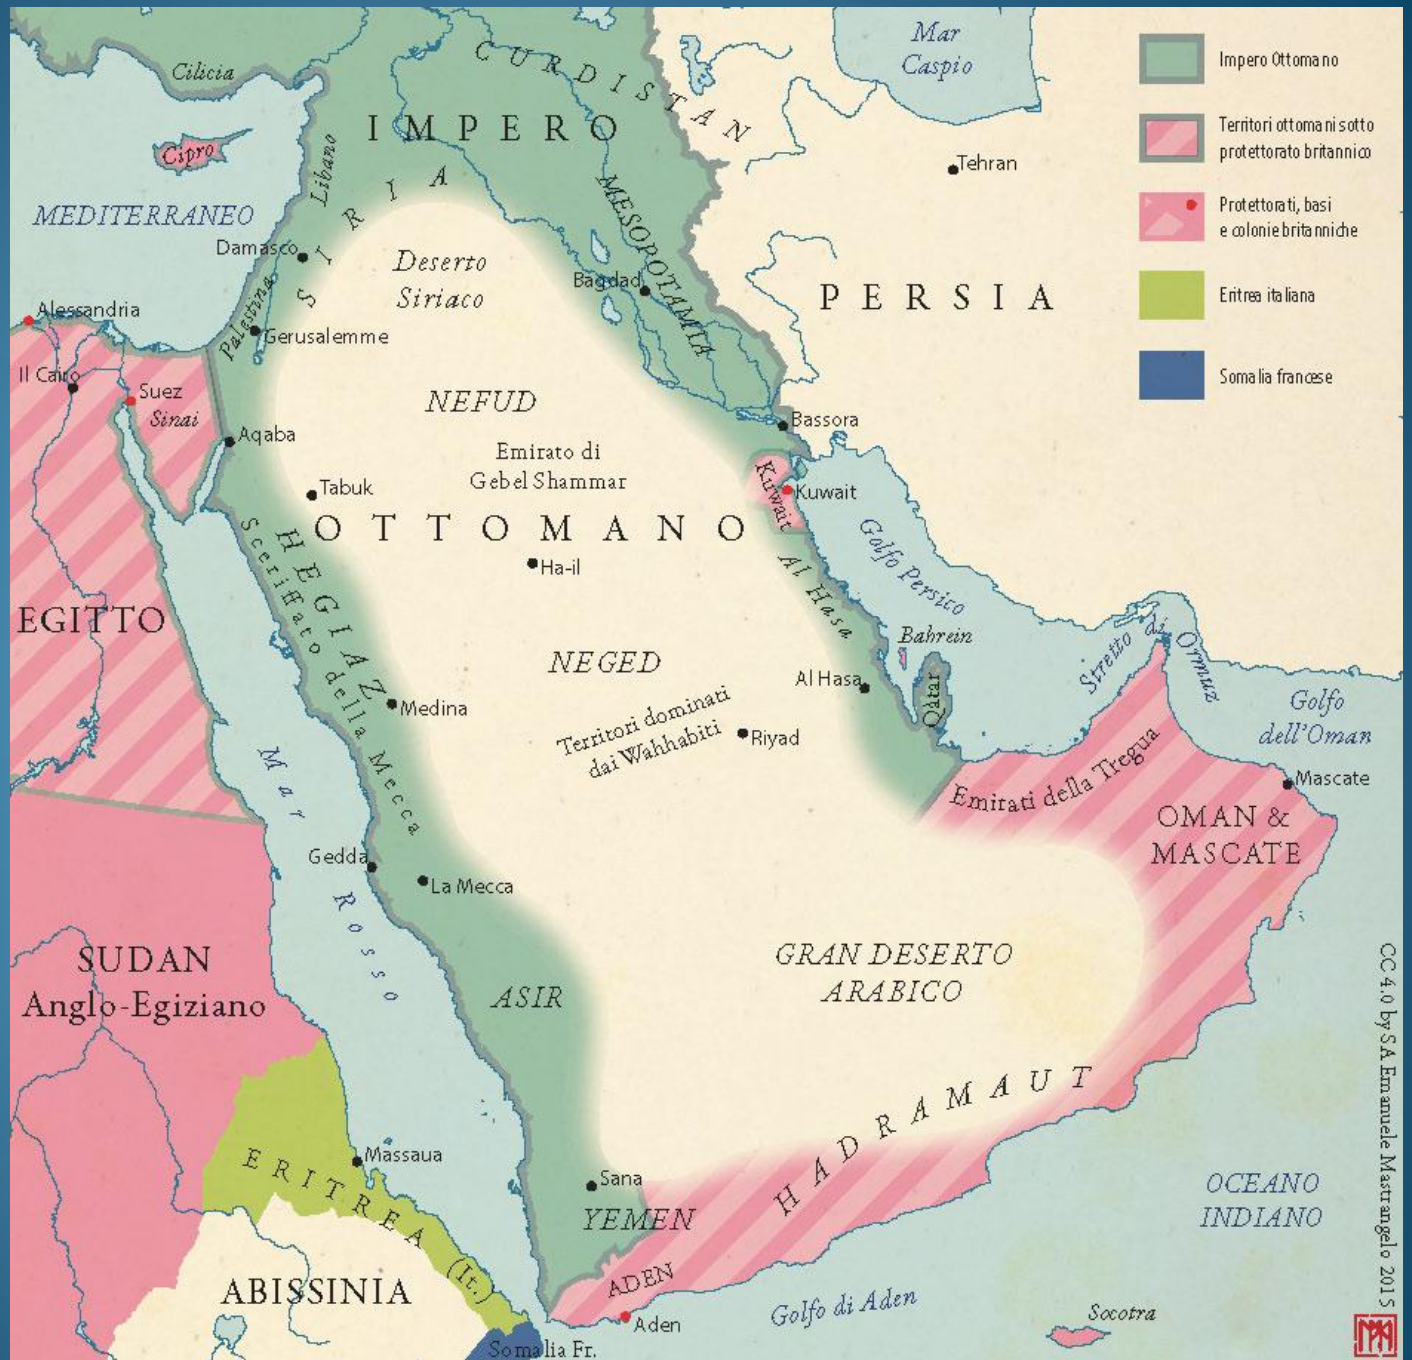 Mar
Caspio
Impero Ottomano
Territori ottomani sotto
protettorato britannico
Protettorati, basi
e colonie britanniche
Eritrea italiana
Somalia francese
Cilicia
CURDISTAN
IMPERO
Cipro
Libano
SIRIA
Tehran
MEDITERRANEO
MESOPOTAMIA
Damasco
Deserto
Siriaco
Bagdad
PERSIA
Alessandria
Palestina
Gerusalemme
Il Cairo
Suez
Sinai
NEFUD
Aqaba
Bassora
Emirato di
Gebel Shammar
Tabuk
Kuwait
Kuwait
OTTOMANO
Ha-il
Golfo Persico
Al Hasa
HEGIAZ
Sceriffato della Mecca
EGITTO
Bahrein
Stretto di Ormuz
NEGED
Al Hasa
Qatar
Medina
Golfo
dell'Oman
Territori dominati
dai Wahhabiti
Riyad
Mar Rosso
Emirati della Tregua
Mascate
OMAN &
MASCATE
Gedda
La Mecca
SUDAN
Anglo-Egiziano
ASIR
GRAN DESERTO
ARABICO
HADRAMAUT
Massaua
ERITREA (It.)
Sana
YEMEN
OCEANO
INDIANO
ABISSINIA
ADEN
Aden
Golfo di Aden
Socotra
Somalia Fr.
CC 4.0 by SA Emanuele Mastrangelo 2015